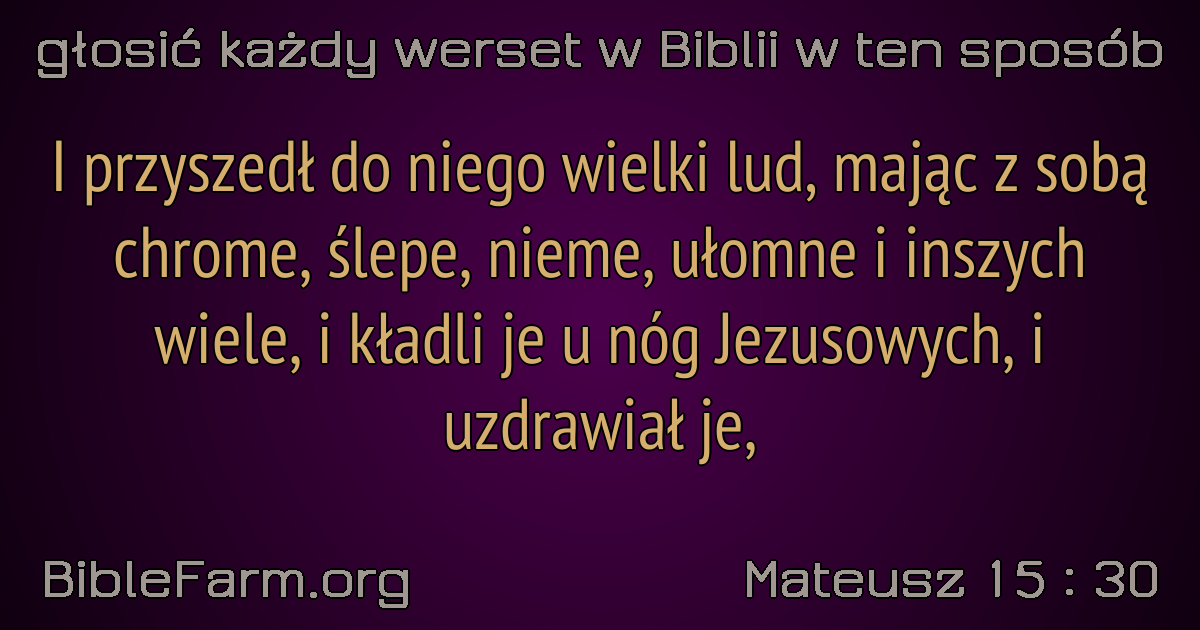 głosić każdy werset w Biblii w ten sposób
I przyszedł do niego wielki lud, mając z sobą
chrome, ślepe, nieme, ułomne i inszych
wiele, i kładli je u nóg Jezusowych, i
uzdrawiał je,
BibleFarm.org
Mateusz 15 : 30